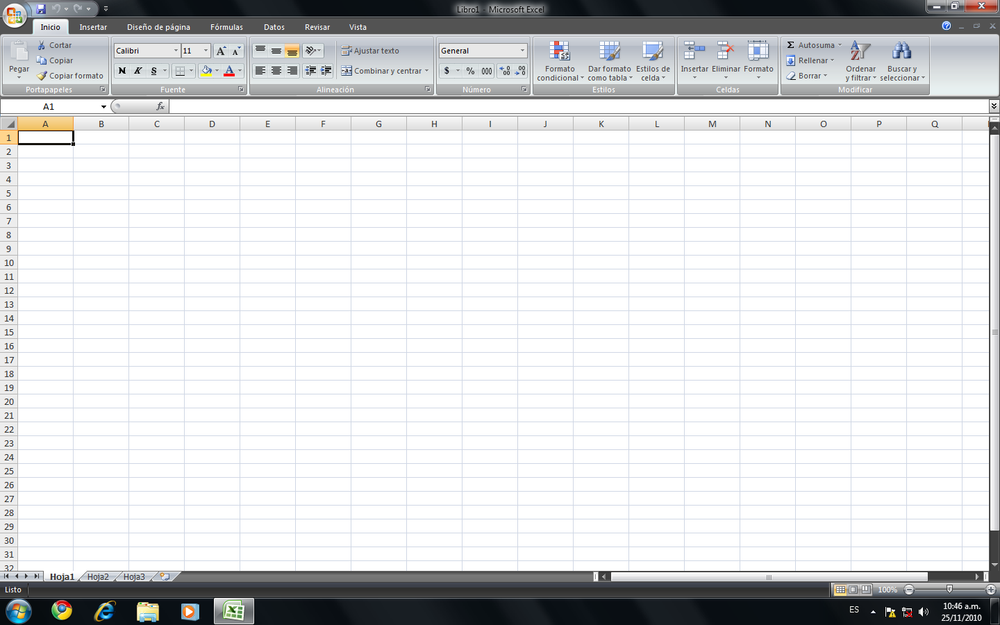 Libro1 - Microsoft Excel
Inicio Insertar Diseño de página Fórmulas Datos Revisar Vista
Pegar
Cortar
Copiar
Copiar formato
Portapapeles
Calibri 11
N K S
Fuente
Ajustar texto
Combinar y centrar
Alineación
General
$ % 000
Número
Formato condicional
Dar formato como tabla
Estilos de celda
Estilos
Insertar
Eliminar
Formato
Celdas
Σ Autosuma
Rellenar
Borrar
Ordenar y filtrar
Buscar y seleccionar
Modificar
A1 fx
A B C D E F G H I J K L M N O P Q
1
2
3
4
5
6
7
8
9
10
11
12
13
14
15
16
17
18
19
20
21
22
23
24
25
26
27
28
29
30
31
32
Hoja1 Hoja2 Hoja3
Listo 100%
ES 10:46 a.m.
25/11/2010